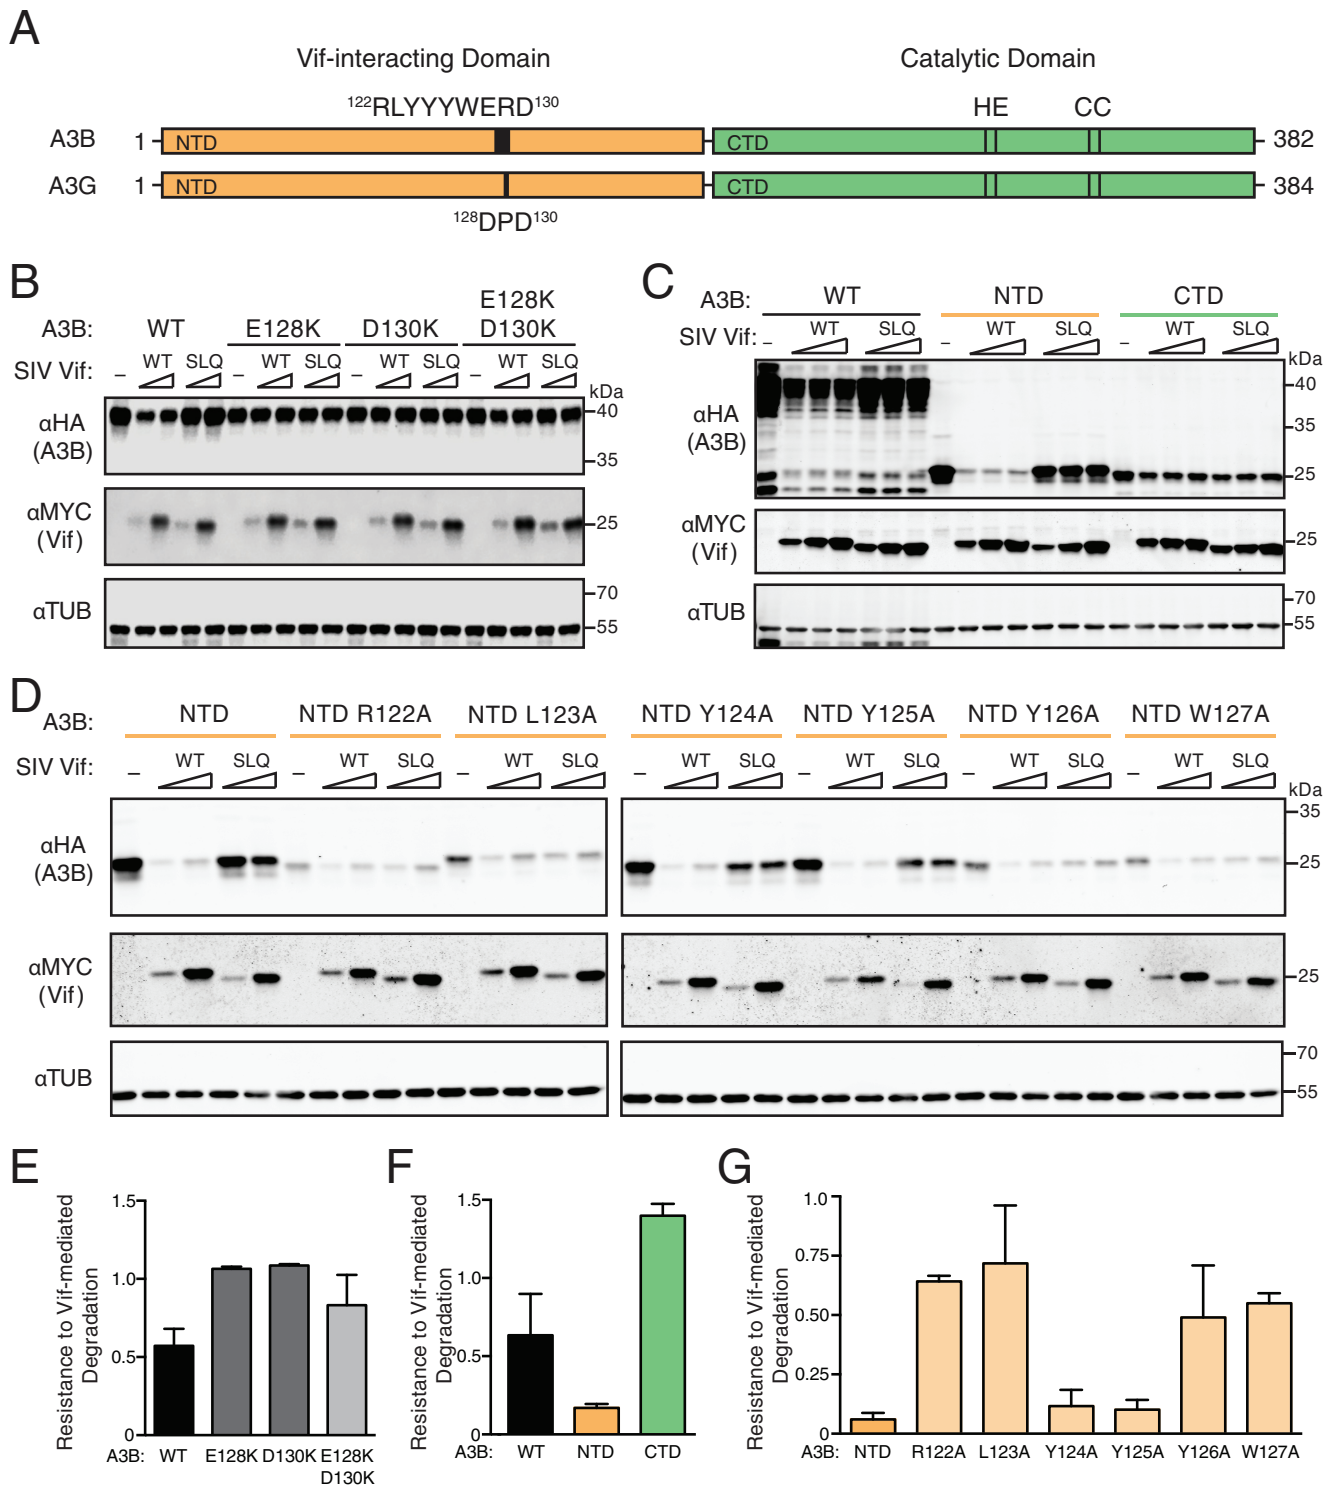 A
Vif-interacting Domain
Catalytic Domain
122RLYYYWERD130
HE
CC
A3B
1
NTD
CTD
382
A3G
1
NTD
CTD
384
128DPD130
B
A3B:
WT
E128K
D130K
E128K
D130K
SIV Vif:
–
WT
SLQ
–
WT
SLQ
–
WT
SLQ
–
WT
SLQ
kDa
αHA
(A3B)
40
35
αMYC
(Vif)
25
αTUB
70
55
C
A3B:
WT
NTD
CTD
SIV Vif:
–
WT
SLQ
–
WT
SLQ
–
WT
SLQ
kDa
αHA
(A3B)
40
35
25
αMYC
(Vif)
25
αTUB
70
55
D
A3B:
NTD
NTD R122A
NTD L123A
NTD Y124A
NTD Y125A
NTD Y126A
NTD W127A
SIV Vif:
–
WT
SLQ
–
WT
SLQ
–
WT
SLQ
–
WT
SLQ
–
WT
SLQ
–
WT
SLQ
–
WT
SLQ
kDa
αHA
(A3B)
35
25
αMYC
(Vif)
25
αTUB
70
55
E
Resistance to Vif-mediated
Degradation
1.5
1.0
0.5
0
A3B:
WT
E128K
D130K
E128K
D130K
F
Resistance to Vif-mediated
Degradation
1.5
1.0
0.5
0
A3B:
WT
NTD
CTD
G
Resistance to Vif-mediated
Degradation
1.0
0.75
0.50
0.25
0
A3B:
NTD
R122A
L123A
Y124A
Y125A
Y126A
W127A